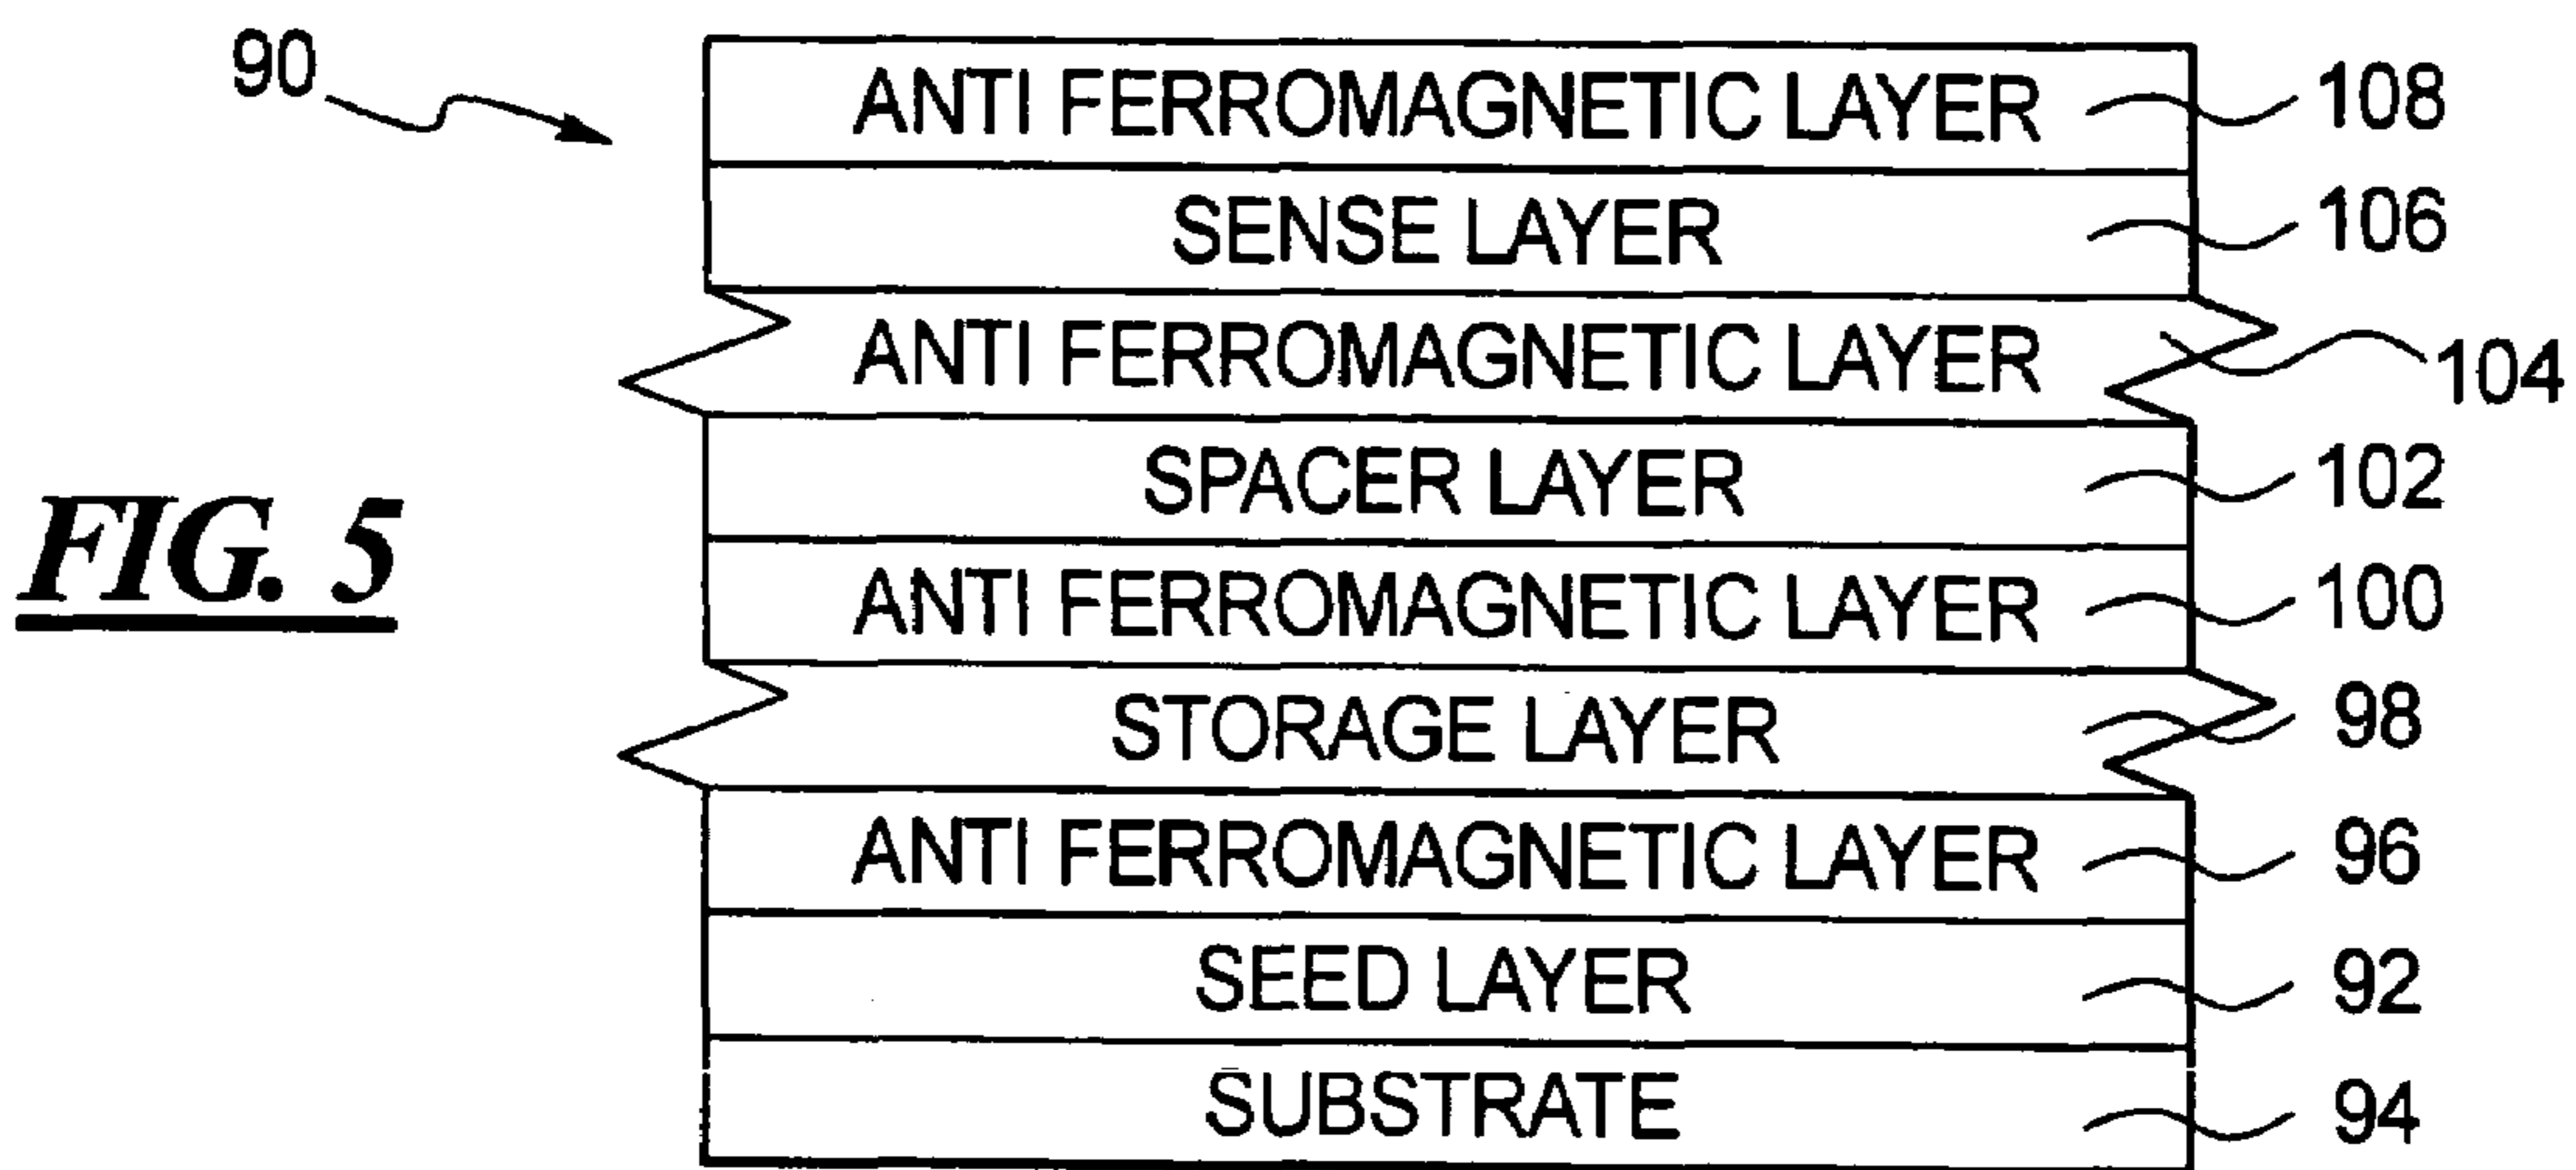 90
ANTI FERROMAGNETIC LAYER 108
SENSE LAYER 106
ANTI FERROMAGNETIC LAYER 104
SPACER LAYER 102
FIG. 5
ANTI FERROMAGNETIC LAYER 100
STORAGE LAYER 98
ANTI FERROMAGNETIC LAYER 96
SEED LAYER 92
SUBSTRATE 94